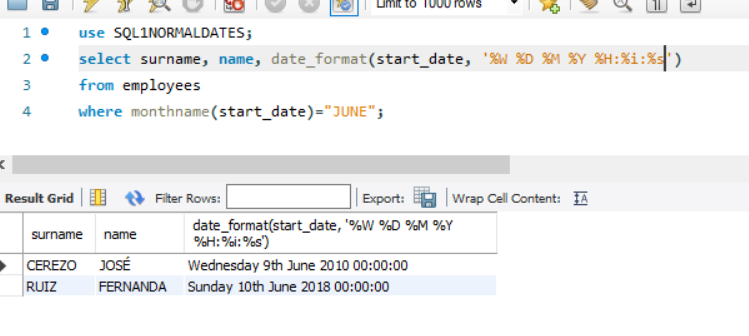 Limit to 1000 rows
1 use SQL1NORMALDATES;
2 select surname, name, date_format(start_date, '%W %D %M %Y %H:%i:%s')
3 from employees
4 where monthname(start_date)="JUNE";
Result Grid Filter Rows: Export: Wrap Cell Content: IA
surname name date_format(start_date, '%W %D %M %Y
%H:%i:%s')
CEREZO JOSÉ Wednesday 9th June 2010 00:00:00
RUIZ FERNANDA Sunday 10th June 2018 00:00:00